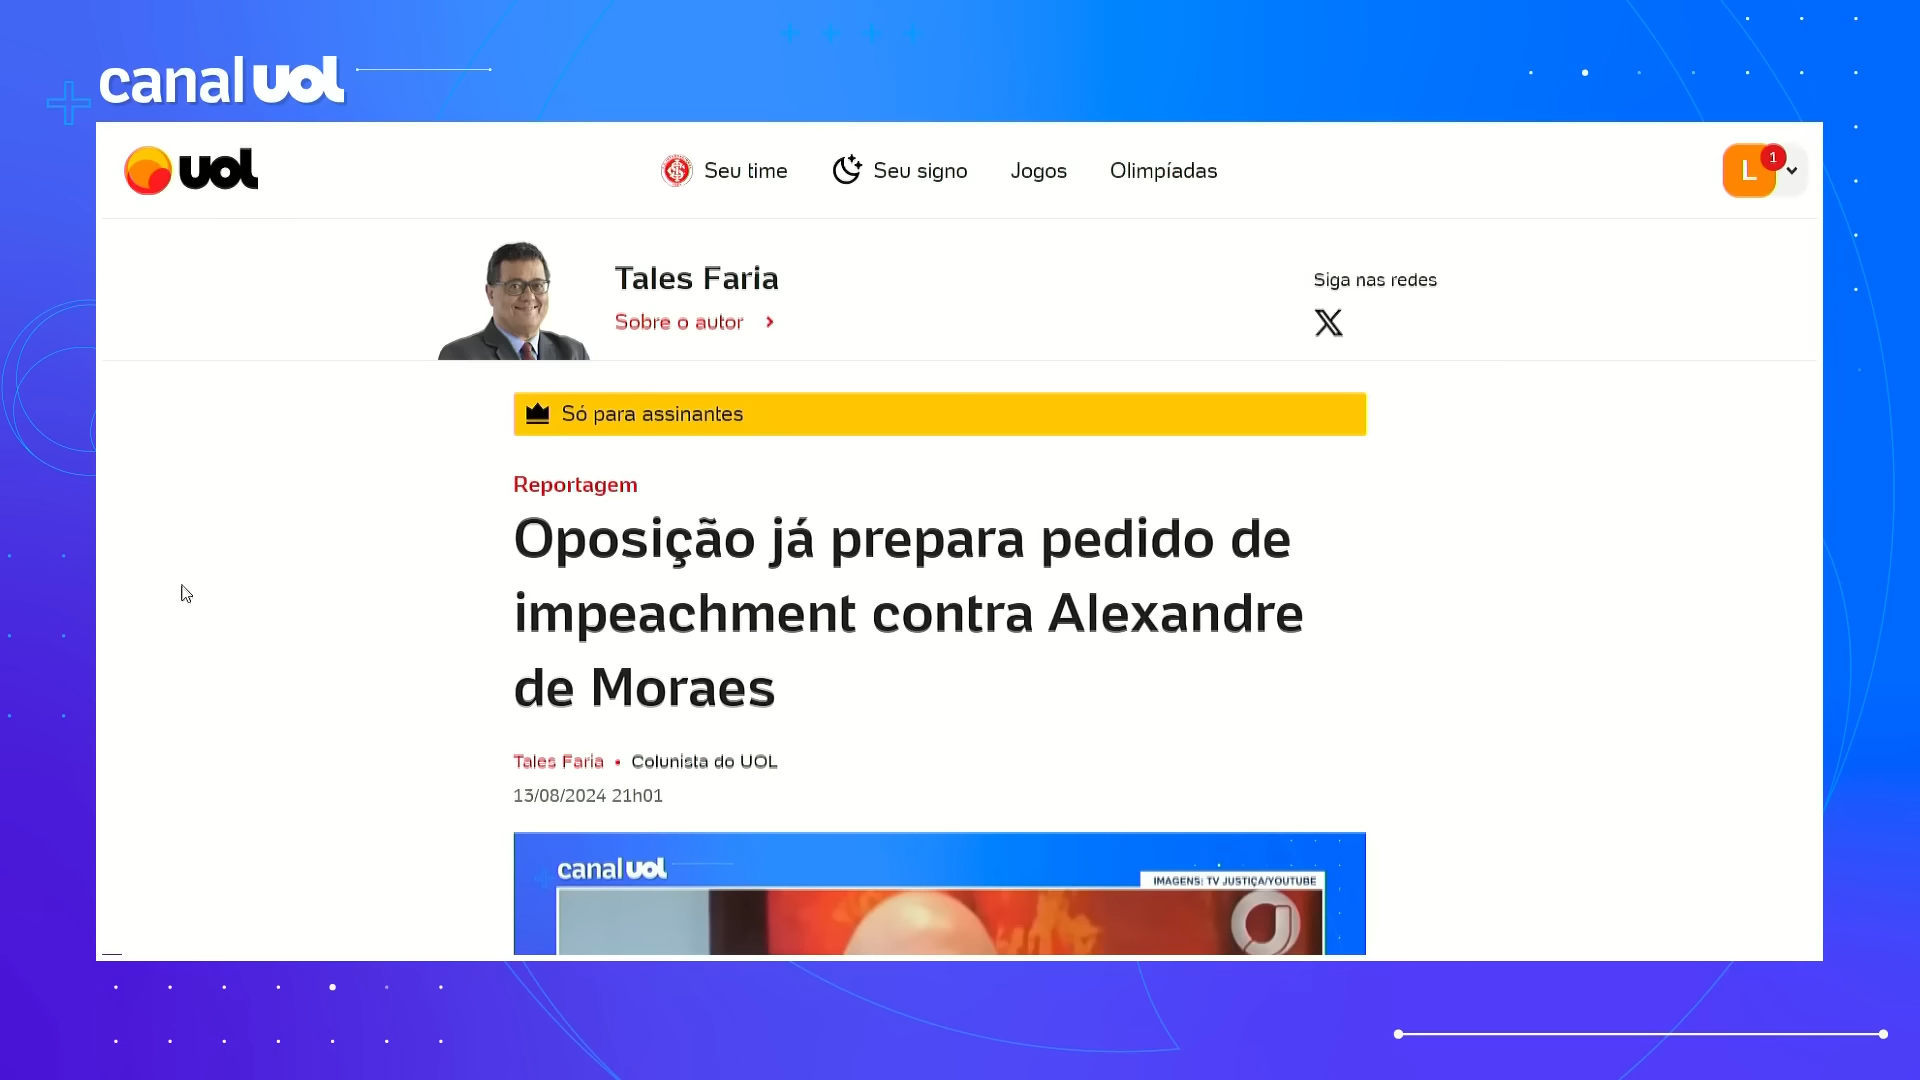 canal uol
uol
Seu time
Seu signo
Jogos
Olimpíadas
L
1
Tales Faria
Sobre o autor
Siga nas redes
X
Só para assinantes
Reportagem
Oposição já prepara pedido de
impeachment contra Alexandre
de Moraes
Tales Faria • Colunista do UOL
13/08/2024 21h01
canal uol
IMAGENS: TV JUSTIÇA/YOUTUBE